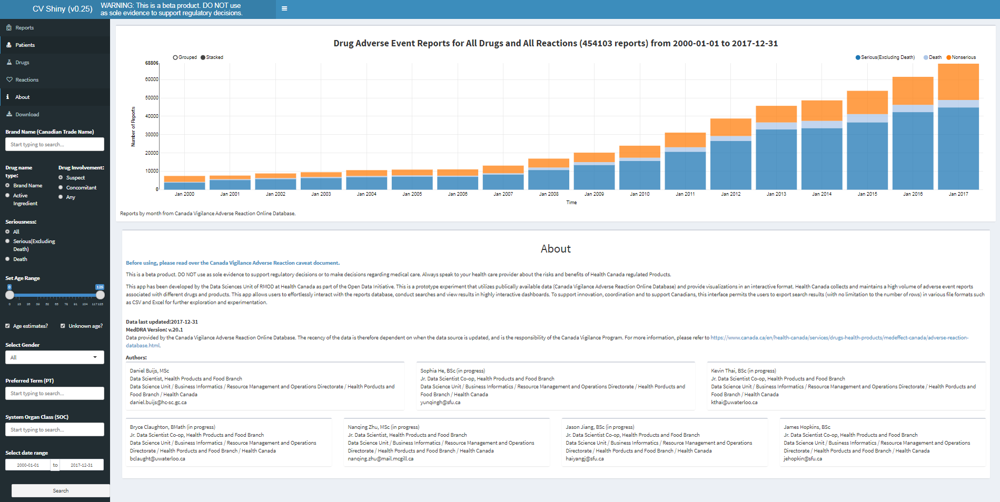 CV Shiny (v0.25)
WARNING: This is a beta product. DO NOT use
as sole evidence to support regulatory decisions.
Reports
Patients
Drugs
Reactions
About
Download
Brand Name (Canadian Trade Name)
Start typing to search...
Drug name
type:
Brand Name
Active
Ingredient
Drug Involvement:
Suspect
Concomitant
Any
Seriousness:
All
Serious(Excluding
Death)
Death
Set Age Range
0 125
0 13 26 39 52 65 78 91 104 117 125
Age estimates? Unknown age?
Select Gender
All
Preferred Term (PT)
Start typing to search...
System Organ Class (SOC)
Start typing to search...
Select date range
2000-01-01 to 2017-12-31
Search
Drug Adverse Event Reports for All Drugs and All Reactions (454103 reports) from 2000-01-01 to 2017-12-31
Grouped Stacked
Serious(Excluding Death) Death Nonserious
68806
60000
50000
40000
30000
20000
10000
0
Number of Reports
Jan 2000 Jan 2001 Jan 2002 Jan 2003 Jan 2004 Jan 2005 Jan 2006 Jan 2007 Jan 2008 Jan 2009 Jan 2010 Jan 2011 Jan 2012 Jan 2013 Jan 2014 Jan 2015 Jan 2016 Jan 2017
Time
Reports by month from Canada Vigilance Adverse Reaction Online Database.
About
Before using, please read over the Canada Vigilance Adverse Reaction caveat document.
This is a beta product. DO NOT use as sole evidence to support regulatory decisions or to make decisions regarding medical care. Always speak to your health care provider about the risks and benefits of Health Canada regulated Products.
This app has been developed by the Data Sciences Unit of RMOD at Health Canada as part of the Open Data Initiative. This is a prototype experiment that utilizes publically available data (Canada Vigilance Adverse Reaction Online Database) and provide visualizations in an interactive format. Health Canada collects and maintains a high volume of adverse event reports
associated with different drugs and products. This app allows users to effortlessly interact with the reports database, conduct searches and view results in highly interactive dashboards. To support innovation, coordination and to support Canadians, this interface permits the users to export search results (with no limitation to the number of rows) in various file formats such
as CSV and Excel for further exploration and experimentation.
Data last updated:2017-12-31
MedDRA Version: v.20.1
Data provided by the Canada Vigilance Adverse Reaction Online Database. The recency of the data is therefore dependent on when the data source is updated, and is the responsibility of the Canada Vigilance Program. For more information, please refer to https://www.canada.ca/en/health-canada/services/drugs-health-products/medeffect-canada/adverse-reaction-
database.html.
Authors:
Daniel Buijs, MSc
Data Scientist, Health Products and Food Branch
Data Science Unit / Business Informatics / Resource Management and Operations Directorate / Health Porducts and
Food Branch / Health Canada
daniel.buijs@hc-sc.gc.ca
Sophia He, BSc (in progress)
Jr. Data Scientist Co-op, Health Products and Food Branch
Data Science Unit / Business Informatics / Resource Management and Operations Directorate / Health Porducts and
Food Branch / Health Canada
yunqingh@sfu.ca
Kevin Thai, BSc (in progress)
Jr. Data Scientist Co-op, Health Products and Food Branch
Data Science Unit / Business Informatics / Resource Management and Operations Directorate / Health Porducts and
Food Branch / Health Canada
kthai@uwaterloo.ca
Bryce Claughton, BMath (in progress)
Jr. Data Scientist Co-op, Health Products and Food Branch
Data Science Unit / Business Informatics / Resource Management and Operations
Directorate / Health Porducts and Food Branch / Health Canada
bclaught@uwaterloo.ca
Nanqing Zhu, MSc (in progress)
Jr. Data Scientist, Health Products and Food Branch
Data Science Unit / Business Informatics / Resource Management and Operations
Directorate / Health Porducts and Food Branch / Health Canada
nanqing.zhu@mail.mcgill.ca
Jason Jiang, BSc (in progress)
Jr. Data Scientist Co-op, Health Products and Food Branch
Data Science Unit / Business Informatics / Resource Management and Operations
Directorate / Health Porducts and Food Branch / Health Canada
haiyangj@sfu.ca
James Hopkins, BSc
Jr. Data Scientist Co-op, Health Products and Food Branch
Data Science Unit / Business Informatics / Resource Management and Operations
Directorate / Health Porducts and Food Branch / Health Canada
jehopkin@sfu.ca